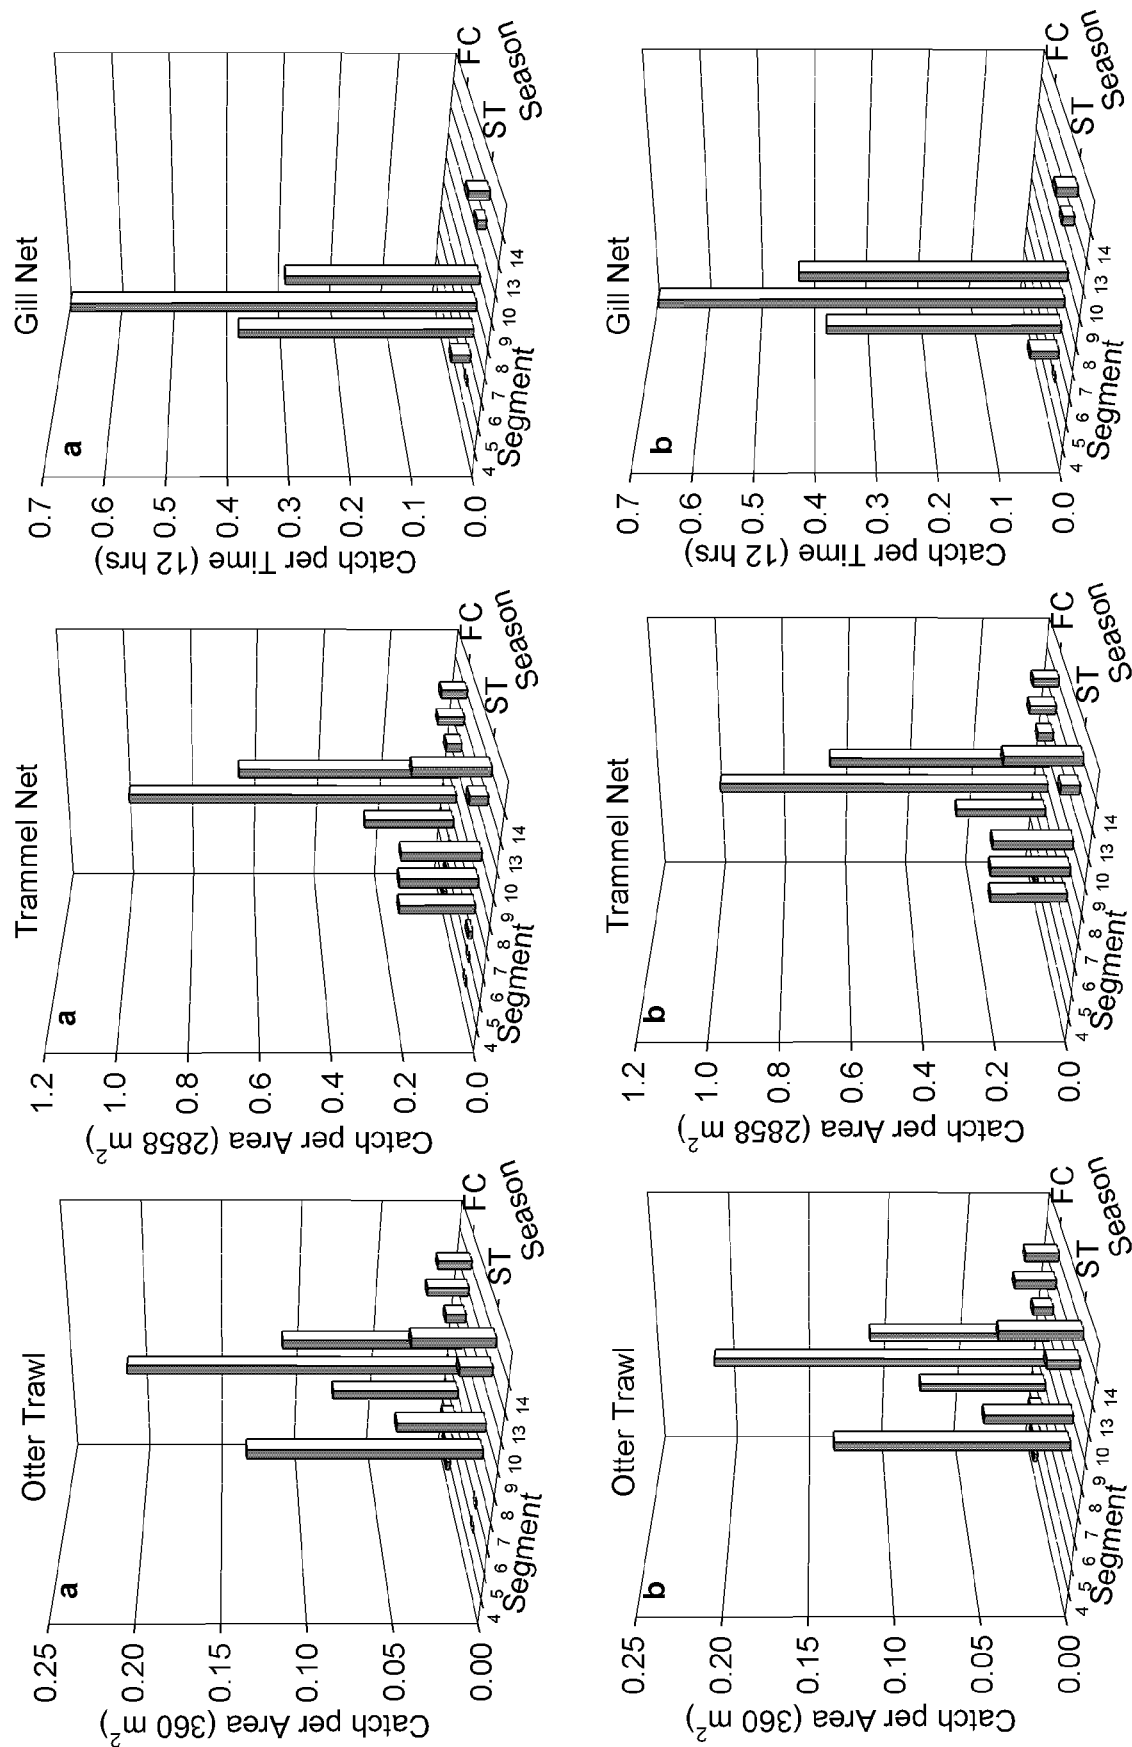 Otter Trawl
a
Catch per Area (360 m²)
0.25
0.20
0.15
0.10
0.05
0.00
4
5
6
7
8
9
10
13
14
Segment
ST
FC
Season
Trammel Net
a
Catch per Area (2858 m²)
1.2
1.0
0.8
0.6
0.4
0.2
0.0
4
5
6
7
8
9
10
13
14
Segment
ST
FC
Season
Gill Net
a
Catch per Time (12 hrs)
0.7
0.6
0.5
0.4
0.3
0.2
0.1
0.0
4
5
6
7
8
9
10
13
14
Segment
ST
FC
Season
Otter Trawl
b
Catch per Area (360 m²)
0.25
0.20
0.15
0.10
0.05
0.00
4
5
6
7
8
9
10
13
14
Segment
ST
FC
Season
Trammel Net
b
Catch per Area (2858 m²)
1.2
1.0
0.8
0.6
0.4
0.2
0.0
4
5
6
7
8
9
10
13
14
Segment
ST
FC
Season
Gill Net
b
Catch per Time (12 hrs)
0.7
0.6
0.5
0.4
0.3
0.2
0.1
0.0
4
5
6
7
8
9
10
13
14
Segment
ST
FC
Season